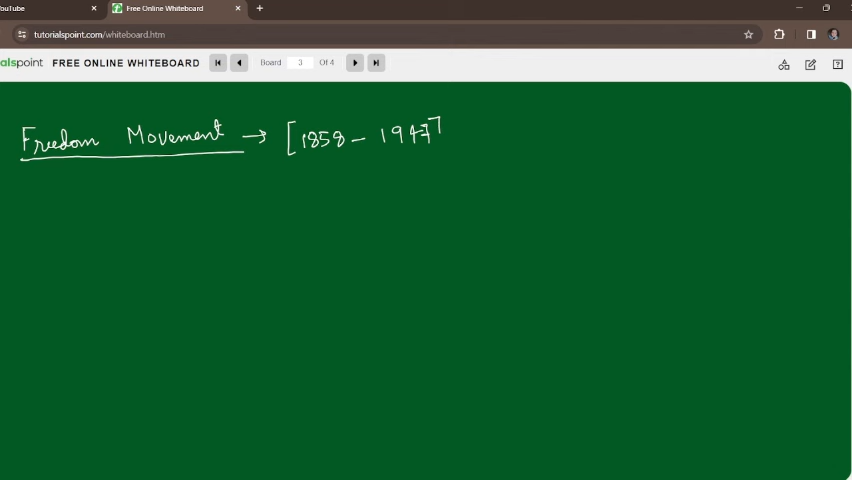 ouTube
Free Online Whiteboard
tutorialspoint.com/whiteboard.htm
alspoint FREE ONLINE WHITEBOARD Board 3 Of 4
Freedom Movement → [1858 - 1947]